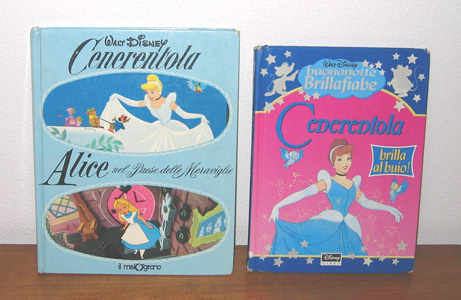 WALT DISNEY
Cenerentola
Alice nel Paese delle Meraviglie
il melograno
WALT DISNEY
buonanotte
Brillafiabe
Cenerentola
brilla
al buio!
Disney
LIBRI